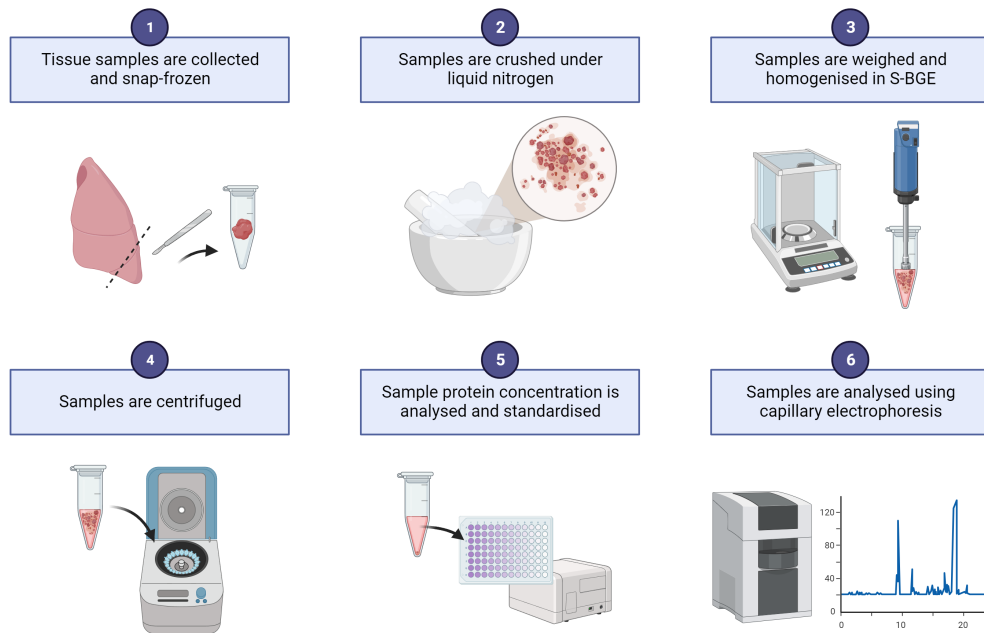 1
Tissue samples are collected
and snap-frozen
2
Samples are crushed under
liquid nitrogen
3
Samples are weighed and
homogenised in S-BGE
4
Samples are centrifuged
5
Sample protein concentration is
analysed and standardised
6
Samples are analysed using
capillary electrophoresis
120
80
40
0
0
10
20